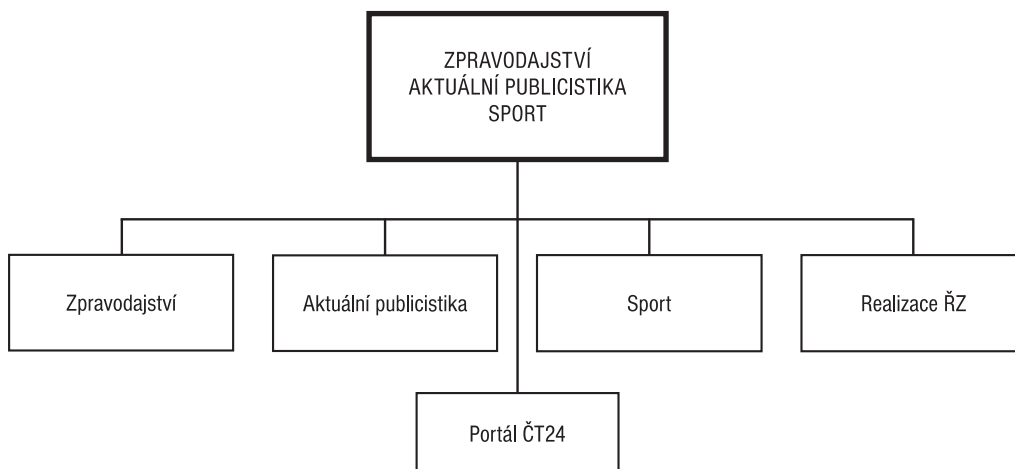 ZPRAVODAJSTVÍ
AKTUÁLNÍ PUBLICISTIKA
SPORT
Zpravodajství
Aktuální publicistika
Sport
Realizace ŘZ
Portál ČT24